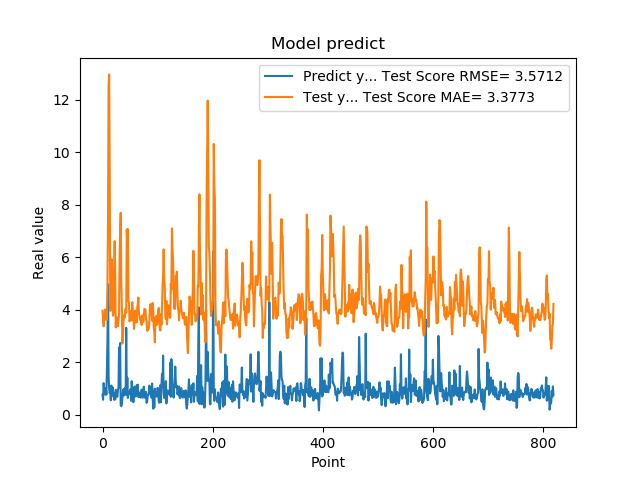 Model predict
Predict y... Test Score RMSE= 3.5712
Test y... Test Score MAE= 3.3773
Real value
12
10
8
6
4
2
0
0 200 400 600 800
Point